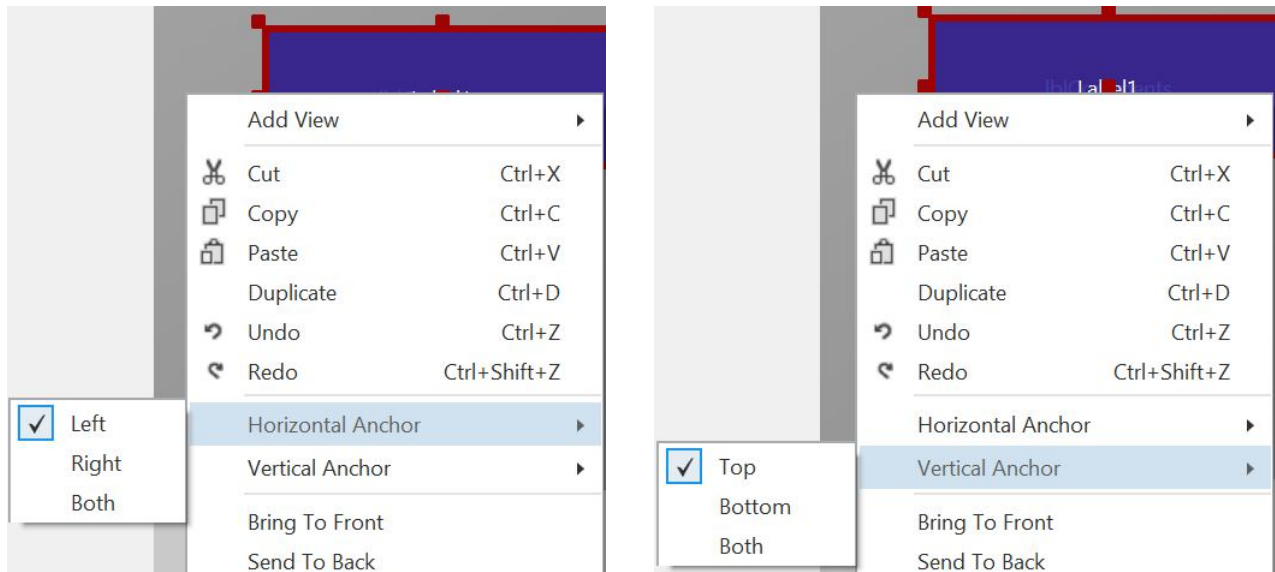 Add View
Cut Ctrl+X
Copy Ctrl+C
Paste Ctrl+V
Duplicate Ctrl+D
Undo Ctrl+Z
Redo Ctrl+Shift+Z
Horizontal Anchor
Vertical Anchor
Bring To Front
Send To Back
Left
Right
Both
Label1
Add View
Cut Ctrl+X
Copy Ctrl+C
Paste Ctrl+V
Duplicate Ctrl+D
Undo Ctrl+Z
Redo Ctrl+Shift+Z
Horizontal Anchor
Vertical Anchor
Bring To Front
Send To Back
Top
Bottom
Both